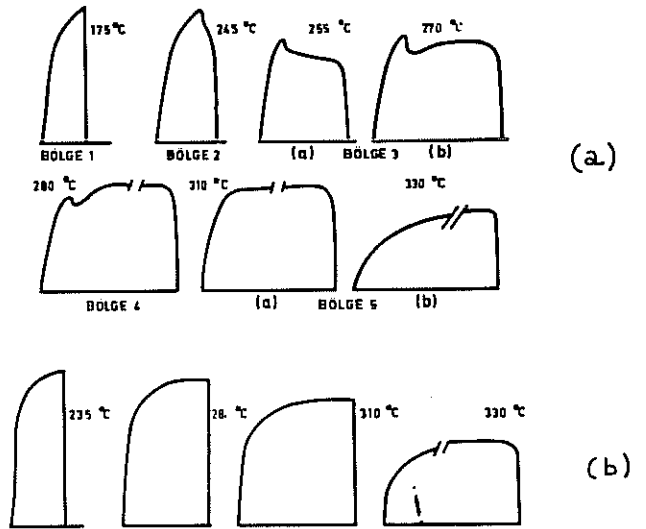 175 °C 245 °C 255 °C 270 °C
BÖLGE 1 BÖLGE 2 (a) BÖLGE 3 (b)
(a)
280 °C 310 °C 330 °C
BÖLGE 4 (a) BÖLGE 5 (b)
235 °C 310 °C 330 °C
(b)